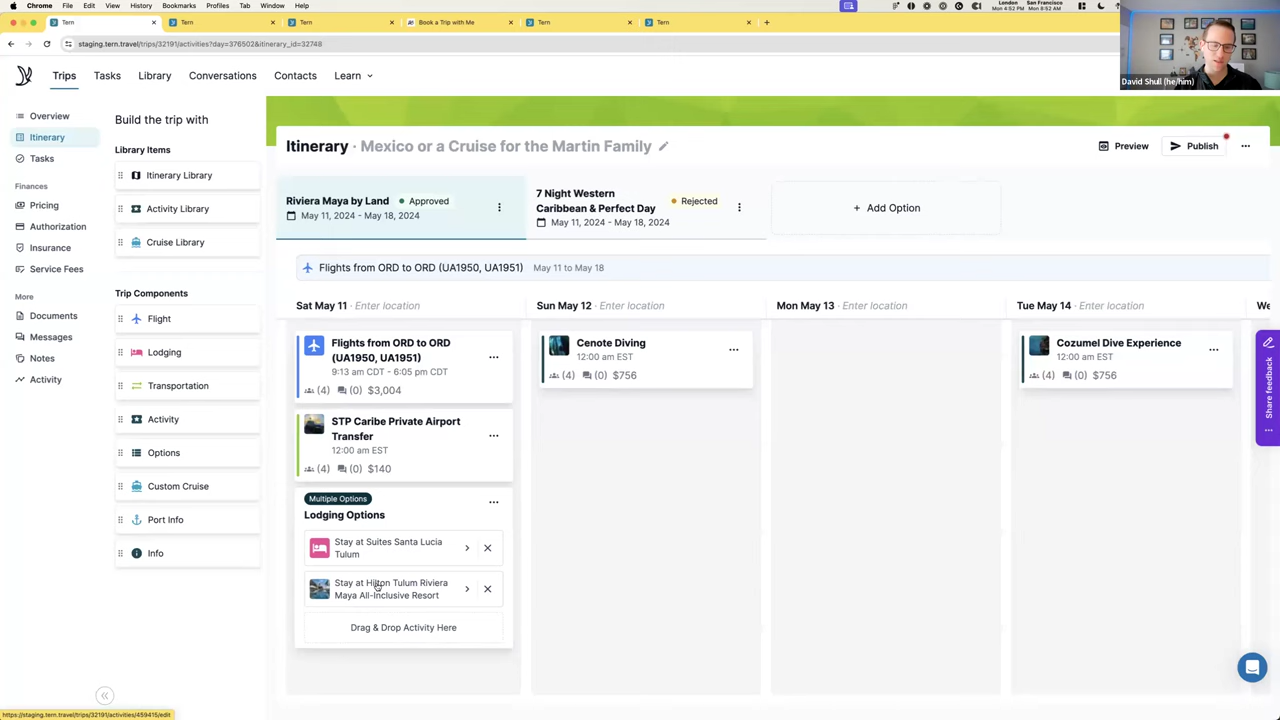 Chrome File Edit View History Bookmarks Profiles Tab Window Help
London San Francisco
Mon 4:52 PM Mon 8:52 AM
Tern
Tern
Tern
Book a Trip with Me
Tern
Tern
staging.tern.travel/trips/32191/activities?day=376502&itinerary_id=32748
David Shull (he/him)
Trips Tasks Library Conversations Contacts Learn
Overview
Itinerary
Tasks
Finances
Pricing
Authorization
Insurance
Service Fees
More
Documents
Messages
Notes
Activity
Build the trip with
Library Items
Itinerary Library
Activity Library
Cruise Library
Trip Components
Flight
Lodging
Transportation
Activity
Options
Custom Cruise
Port Info
Info
Itinerary · Mexico or a Cruise for the Martin Family
Preview
Publish
Riviera Maya by Land Approved
May 11, 2024 - May 18, 2024
7 Night Western
Caribbean & Perfect Day
Rejected
May 11, 2024 - May 18, 2024
+ Add Option
Flights from ORD to ORD (UA1950, UA1951) May 11 to May 18
Sat May 11 · Enter location
Sun May 12 · Enter location
Mon May 13 · Enter location
Tue May 14 · Enter location
We
Flights from ORD to ORD
(UA1950, UA1951)
9:13 am CDT - 6:05 pm CDT
(4) (0) $3,004
STP Caribe Private Airport
Transfer
12:00 am EST
(4) (0) $140
Multiple Options
Lodging Options
Stay at Suites Santa Lucia
Tulum
Stay at Hilton Tulum Riviera
Maya All-Inclusive Resort
Drag & Drop Activity Here
Cenote Diving
12:00 am EST
(4) (0) $756
Cozumel Dive Experience
12:00 am EST
(4) (0) $756
Share feedback
https://staging.tern.travel/trips/32191/activities/459415/edit